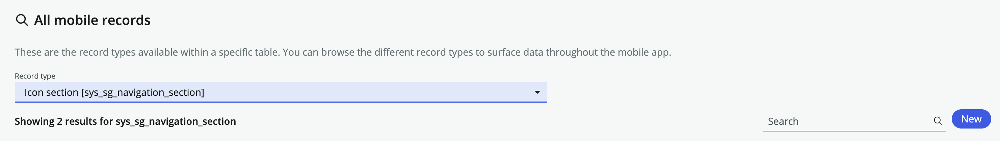 All mobile records
These are the record types available within a specific table. You can browse the different record types to surface data throughout the mobile app.
Record type
Icon section [sys_sg_navigation_section]
Showing 2 results for sys_sg_navigation_section
Search
New